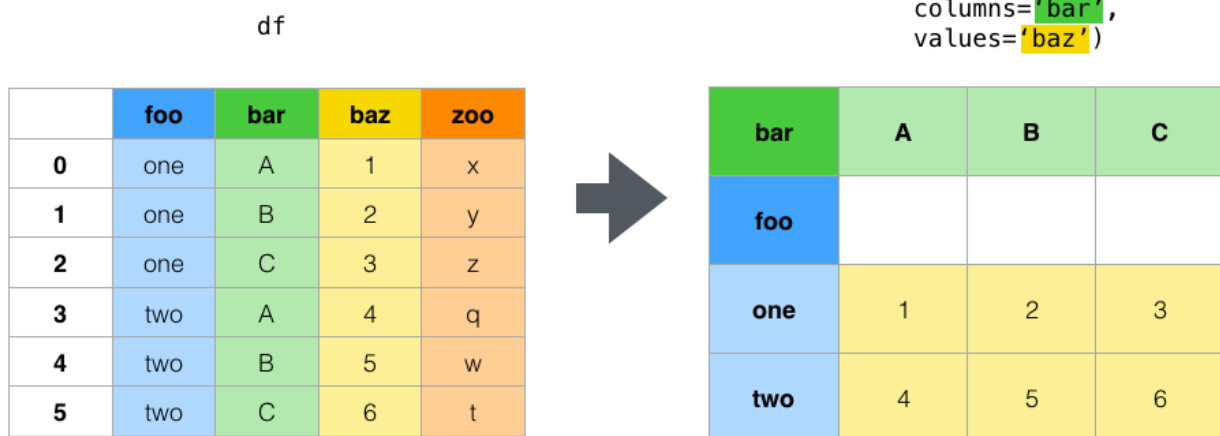 df
columns=‘bar’,
values=‘baz’)
foo bar baz zoo
0 one A 1 x
1 one B 2 y
2 one C 3 z
3 two A 4 q
4 two B 5 w
5 two C 6 t
bar A B C
foo
one 1 2 3
two 4 5 6